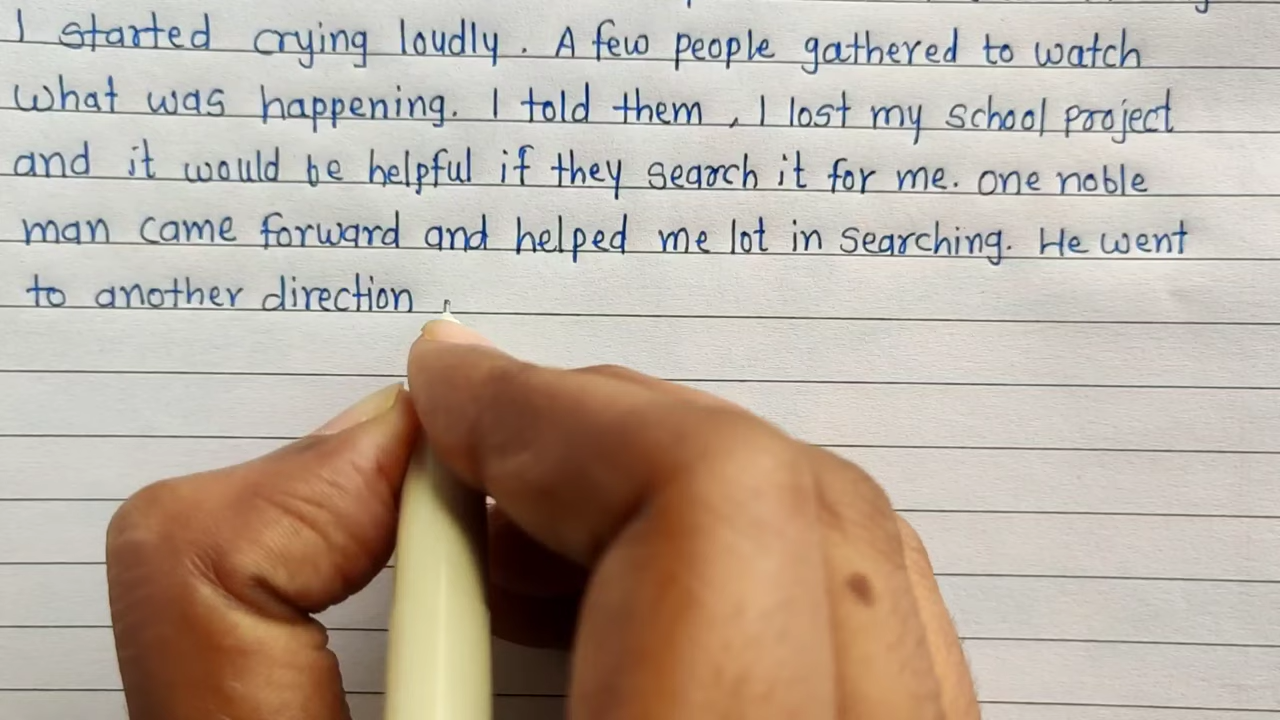 I started crying loudly. A few people gathered to watch
what was happening. I told them, I lost my school project
and it would be helpful if they search it for me. one noble
man came forward and helped me lot in searching. He went
to another direction